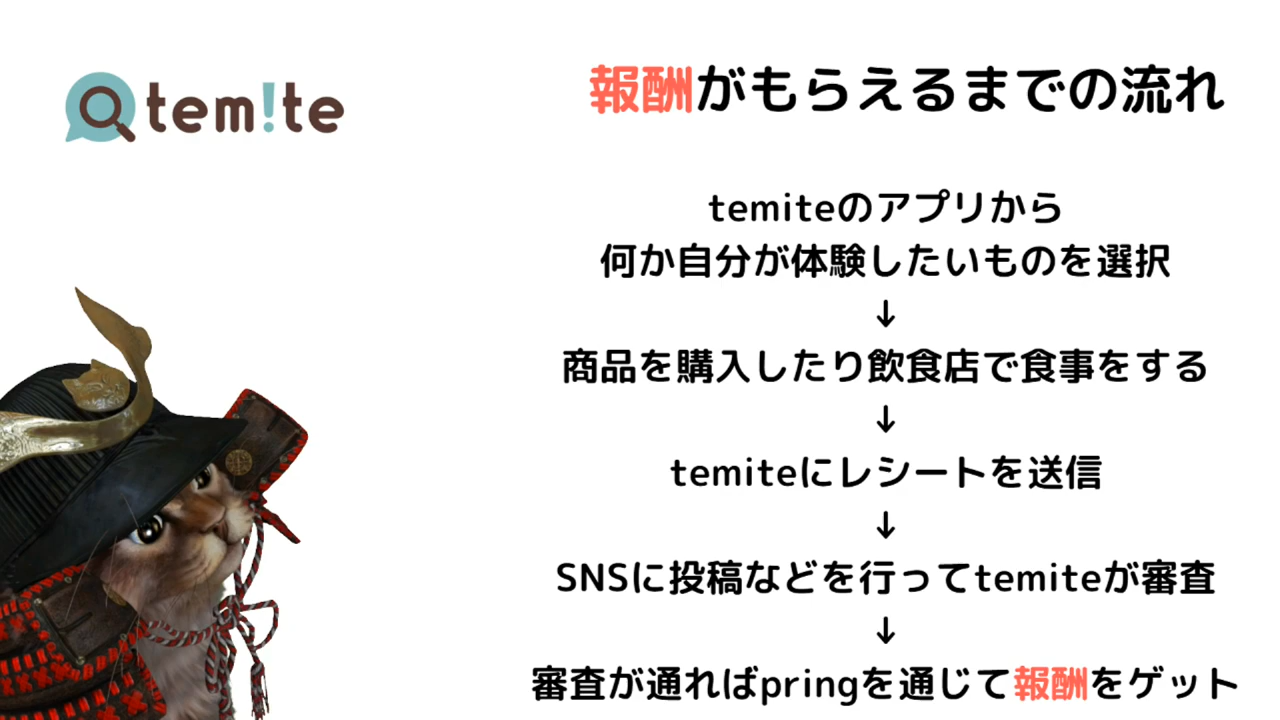 tem!te
報酬がもらえるまでの流れ
temiteのアプリから
何か自分が体験したいものを選択
↓
商品を購入したり飲食店で食事をする
↓
temiteにレシートを送信
↓
SNSに投稿などを行ってtemiteが審査
↓
審査が通ればpringを通じて報酬をゲット